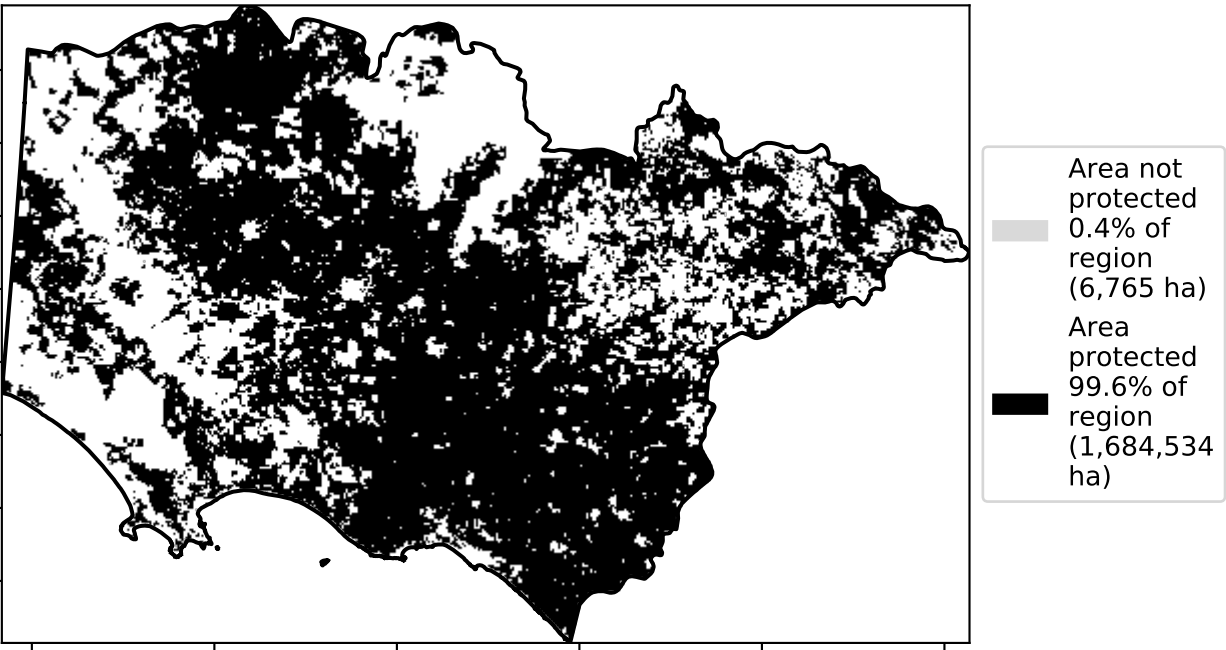 Area not
protected
0.4% of
region
(6,765 ha)
Area
protected
99.6% of
region
(1,684,534
ha)